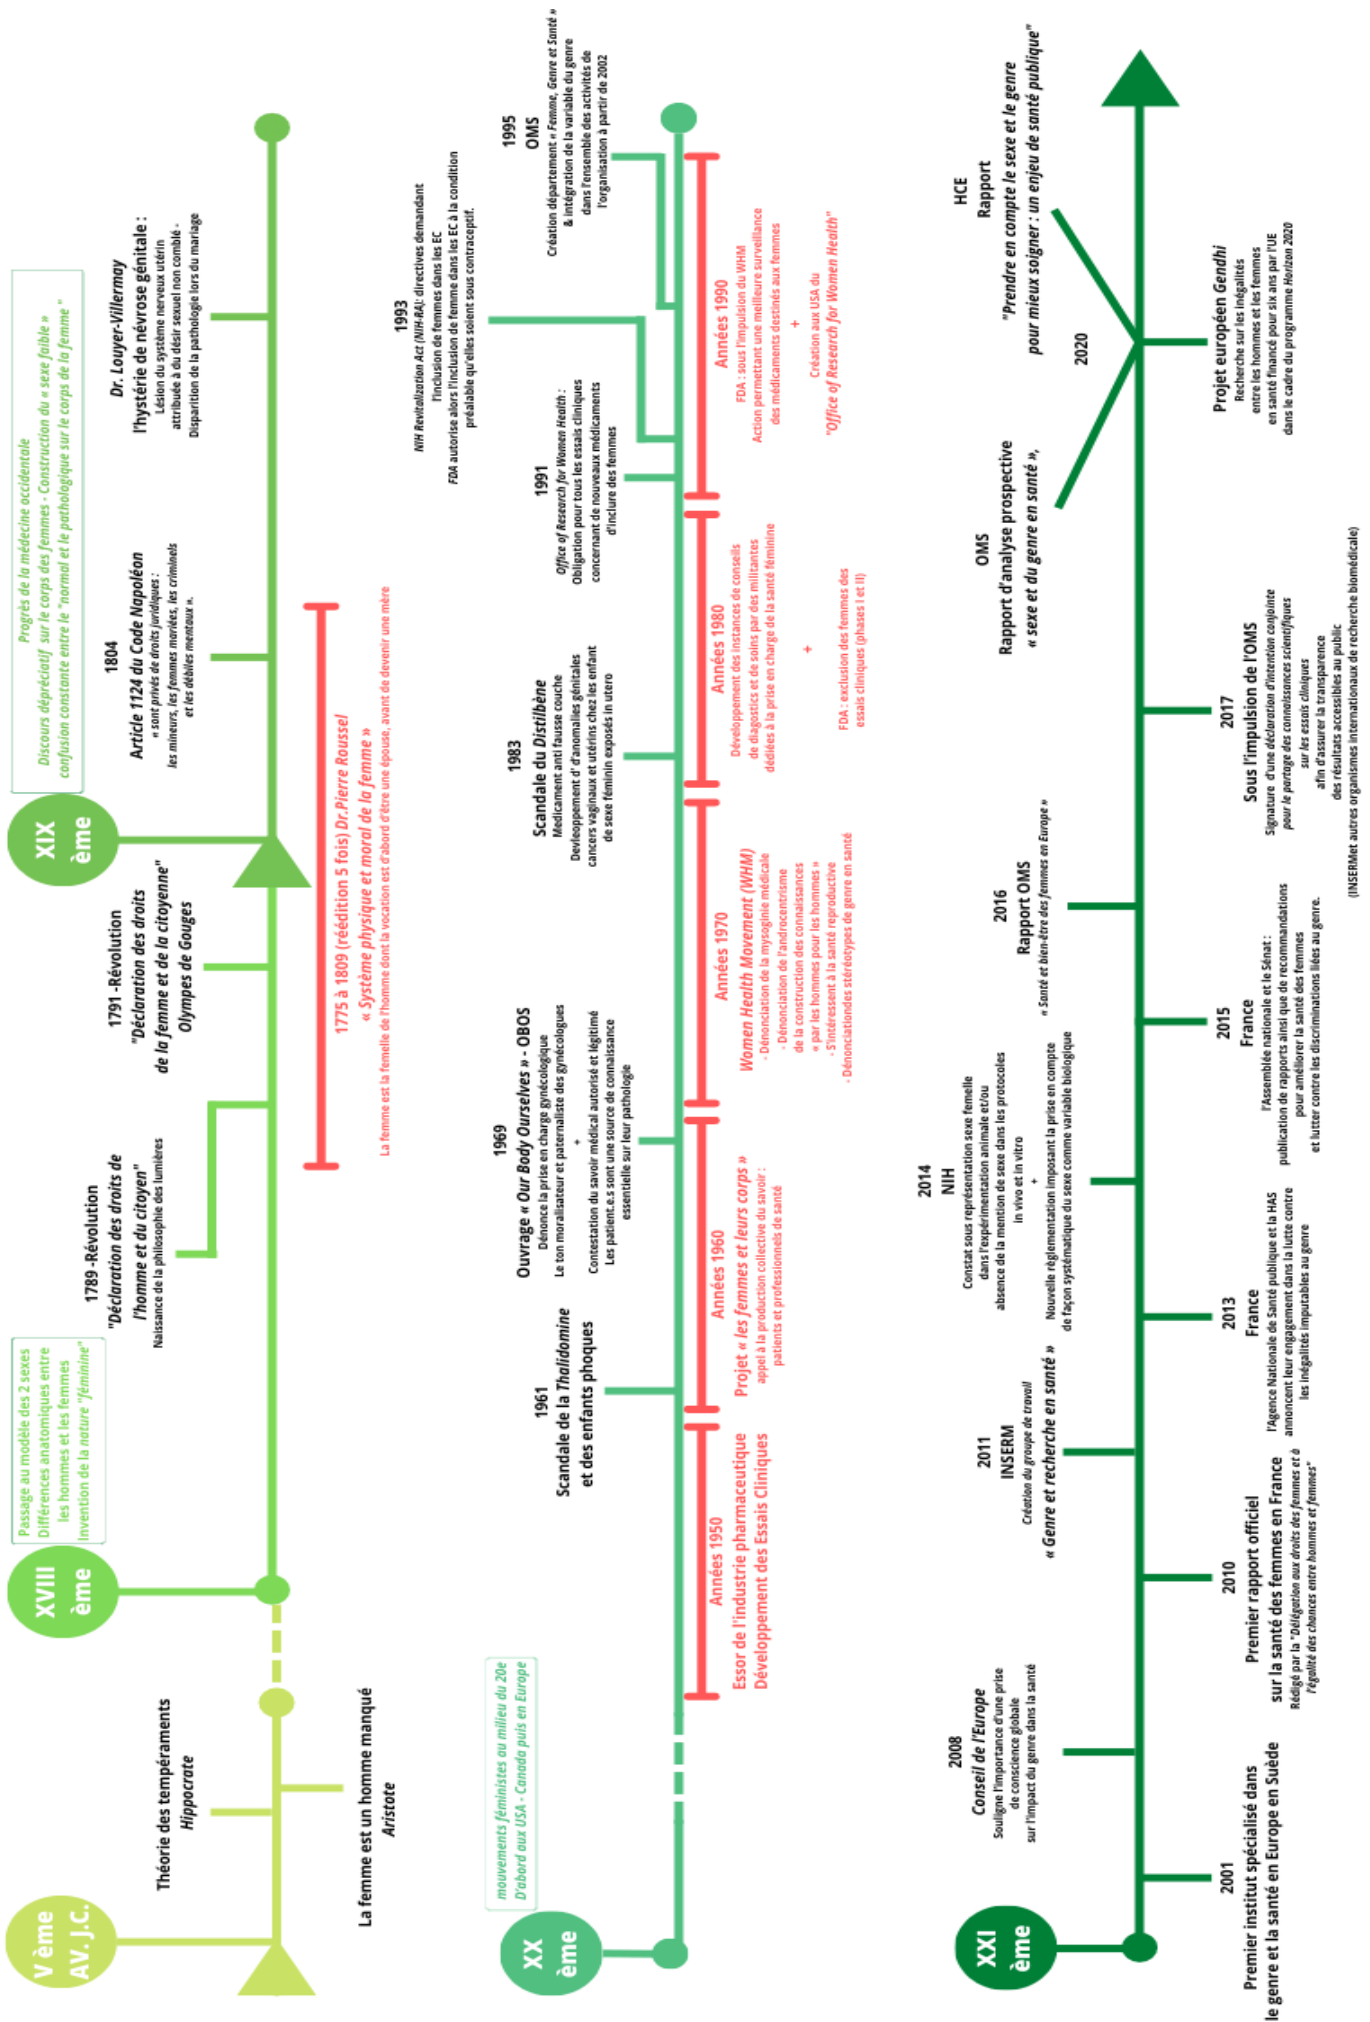 V ème
AV. J.C.
Théorie des tempéraments
Hippocrate
La femme est un homme manqué
Aristote
XVIII
ème
Passage au modèle des 2 sexes
Différences anatomiques entre
les hommes et les femmes
Invention de la nature "féminine"
1789 -Révolution
"Déclaration des droits de
l'homme et du citoyen"
Naissance de la philosophie des lumières
1791 -Révolution
"Déclaration des droits
de la femme et de la citoyenne"
Olympes de Gouges
1775 à 1809 (réédition 5 fois) Dr.Pierre Roussel
« Système physique et moral de la femme »
La femme est la femelle de l'homme dont la vocation est d'abord d'être une épouse, avant de devenir une mère
XIX
ème
Progrès de la médecine occidentale
Discours dépréciatif sur le corps des femmes - Construction du « sexe faible »
confusion constante entre le "normal et le pathologique sur le corps de la femme"
1804
Article 1124 du Code Napoléon
« sont privés de droits juridiques :
les mineurs, les femmes mariées, les criminels
et les débiles mentaux ».
Dr. Louyer-Villermay
l'hystérie de névrose génitale :
Lésion du système nerveux utérin
attribuée à du désir sexuel non comblé -
Disparition de la pathologie lors du mariage
XX
ème
mouvements féministes au milieu du 20e
D'abord aux USA - Canada puis en Europe
Années 1950
Essor de l'industrie pharmaceutique
Développement des Essais Cliniques
1961
Scandale de la Thalidomine
et des enfants phoques
Années 1960
Projet « les femmes et leurs corps »
appel à la production collective du savoir :
patients et professionnels de santé
1969
Ouvrage « Our Body Ourselves » - OBOS
Dénonce la prise en charge gynécologique
Le ton moralisateur et paternaliste des gynécologues
+
Contestation du savoir médical autorisé et légitimé
Les patient.e.s sont une source de connaissance
essentielle sur leur pathologie
Années 1970
Women Health Movement (WHM)
- Dénonciation de la mysoginie médicale
- Dénonciation de l'androcentrisme
de la construction des connaissances
« par les hommes pour les hommes »
- S'intéressent à la santé reproductive
- Dénonciationdes stéréotypes de genre en santé
1983
Scandale du Distilbène
Medicament anti fausse couche
Devleoppement d' d'anomalies génitales
cancers vaginaux et utérins chez les enfant
de sexe féminin exposés in utero
Années 1980
Développement des instances de conseils
de diagostics et de soins par des militantes
dédiées à la prise en charge de la santé féminine
+
FDA : exclusion des femmes des
essais cliniques (phases I et II)
1991
Office of Research for Women Health :
Obligation pour tous les essais cliniques
concernant de nouveaux médicaments
d'inclure des femmes
1993
NIH Revitalization Act (NIH-RA): directives demandant
l'inclusion de femmes dans les EC
FDA autorise alors l'inclusion de femme dans les EC à la condition
préalable qu'elles soient sous contraceptif.
Années 1990
FDA : sous l'impulsion du WHM
Action permettant une meilleure surveillance
des médicaments destinés aux femmes
+
Création aux USA du
"Office of Research for Women Health"
1995
OMS
Création département « Femme, Genre et Santé »
& intégration de la variable du genre
dans l'ensemble des activités de
l'organisation à partir de 2002
XXI
ème
2001
Premier institut spécialisé dans
le genre et la santé en Europe en Suède
2008
Conseil de l'Europe
Souligne l'importance d'une prise
de conscience globale
sur l'impact du genre dans la santé
2010
Premier rapport officiel
sur la santé des femmes en France
Rédigé par la "Délégation aux droits des femmes et à
l'égalité des chances entre hommes et femmes"
2011
INSERM
Création du groupe de travail
« Genre et recherche en santé »
2013
France
l'Agence Nationale de Santé publique et la HAS
annoncent leur engagement dans la lutte contre
les inégalités imputables au genre
2014
NIH
Constat sous représentation sexe femelle
dans l'expérimentation animale et/ou
absence de la mention de sexe dans les protocoles
in vivo et in vitro
+
Nouvelle règlementation imposant la prise en compte
de façon systématique du sexe comme variable biologique
2015
France
l'Assemblée nationale et le Sénat :
publication de rapports ainsi que de recommandations
pour améliorer la santé des femmes
et lutter contre les discriminations liées au genre.
2016
Rapport OMS
« Santé et bien-être des femmes en Europe »
2017
Sous l'impulsion de l'OMS
Signature d'une déclaration d'intention conjointe
pour le partage des connaissances scientifiques
sur les essais cliniques
afin d'assurer la transparence
des résultats accessibles au public
(INSERMet autres organismes internationaux de recherche biomédicale)
OMS
Rapport d'analyse prospective
« sexe et du genre en santé »,
2020
HCE
Rapport
"Prendre en compte le sexe et le genre
pour mieux soigner : un enjeu de santé publique"
Projet européen Gendhi
Recherche sur les inégalités
entre les hommes et les femmes
en santé financé pour six ans par l'UE
dans le cadre du programme Horizon 2020